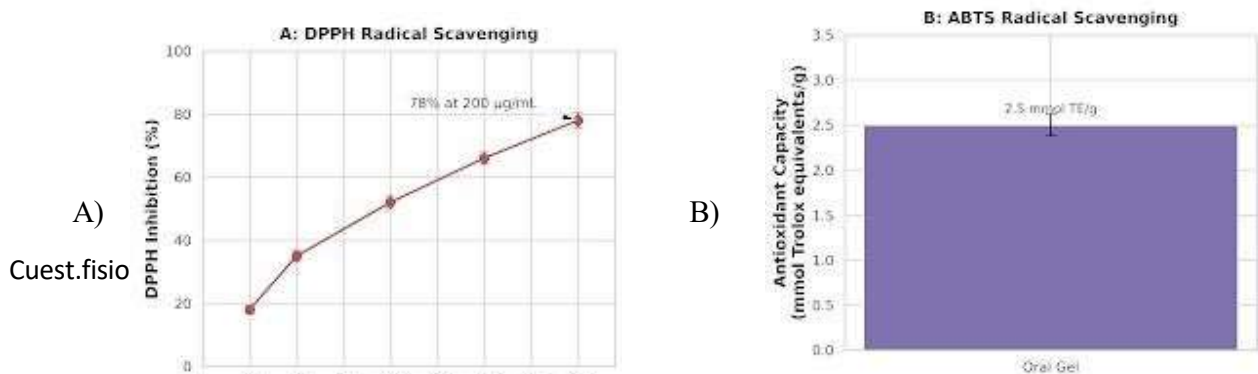 A)
Cuest.fisio
A: DPPH Radical Scavenging
DPPH Inhibition (%)
100
80
60
40
20
0
78% at 200 µg/mL
B)
B: ABTS Radical Scavenging
Antioxidant Capacity
(mmol Trolox equivalents/g)
3.5
3.0
2.5
2.0
1.5
1.0
0.5
0.0
2.5 mmol TE/g
Oral Gel